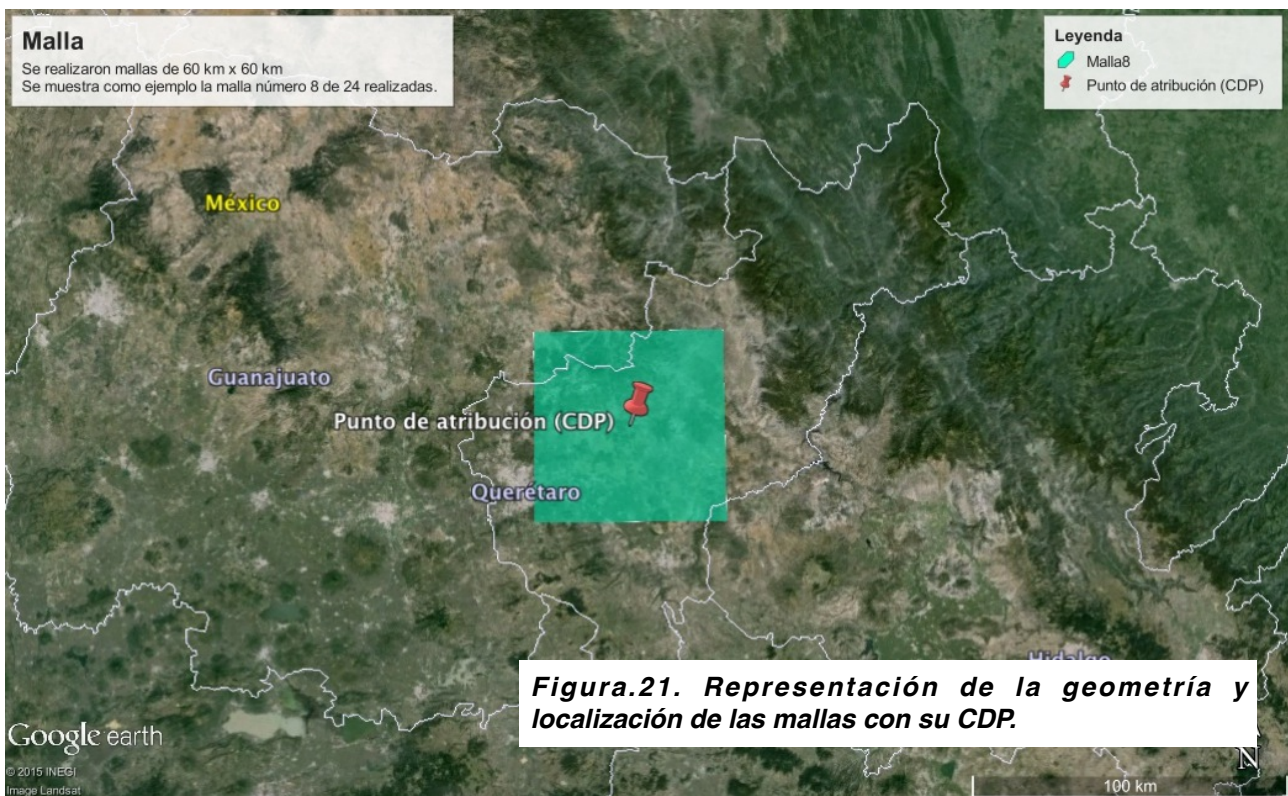 Malla
Se realizaron mallas de 60 km x 60 km
Se muestra como ejemplo la malla número 8 de 24 realizadas.
Leyenda
Malla8
Punto de atribución (CDP)
México
Guanajuato
Punto de atribución (CDP)
Querétaro
Hidalgo
Figura.21. Representación de la geometría y
localización de las mallas con su CDP.
Google earth
© 2015 INEGI
Image Landsat
N
100 km